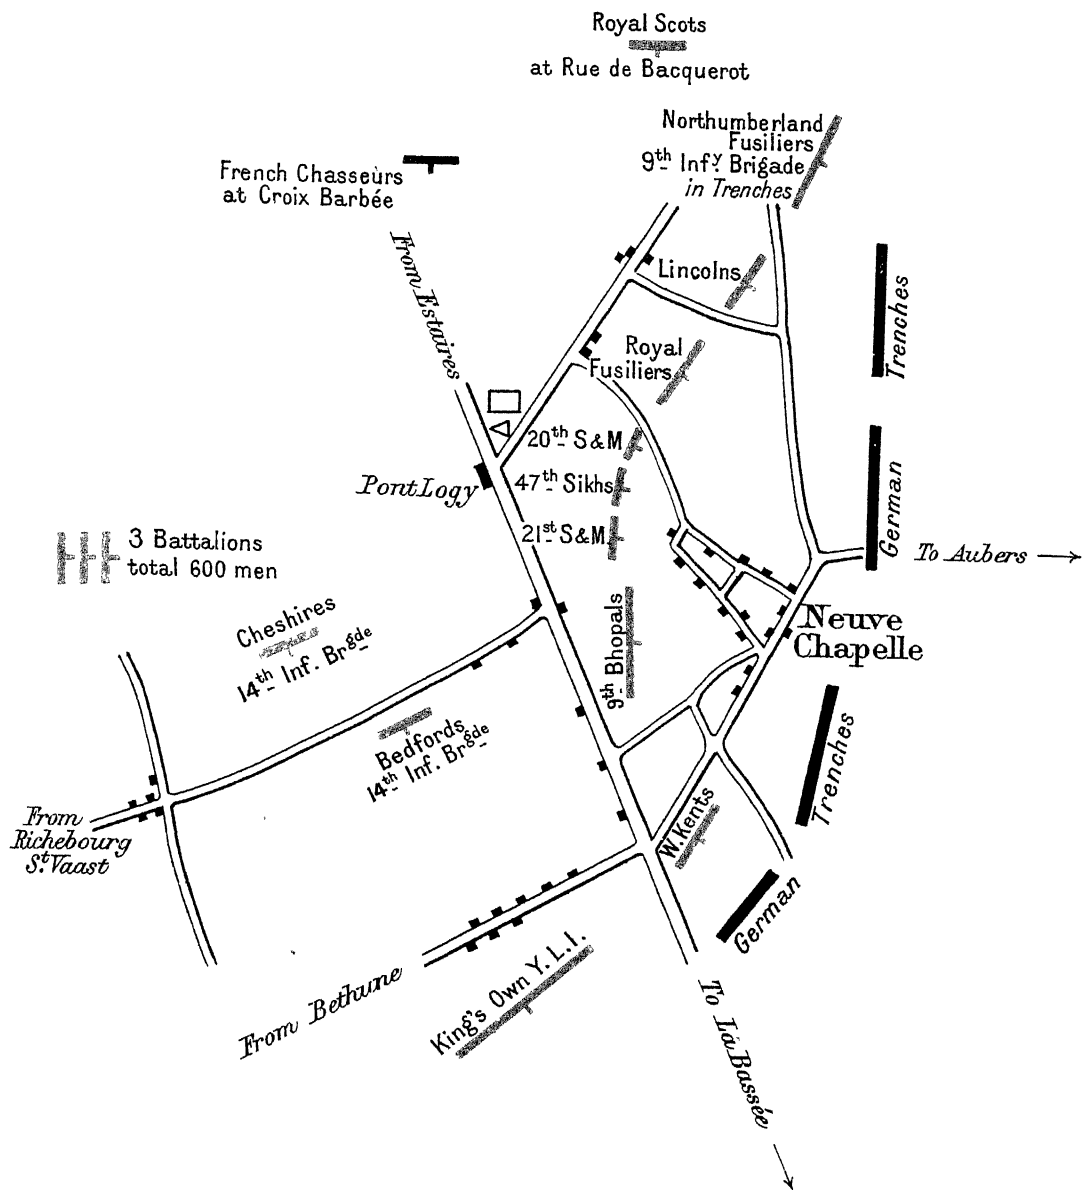 Royal Scots
at Rue de Bacquerot
Northumberland
Fusiliers
9th Infy Brigade
in Trenches
French Chasseurs
at Croix Barbée
From Estaires
Lincolns
Trenches
Royal
Fusiliers
20th S & M
Pont Logy
47th Sikhs
21st S & M
German
To Aubers
3 Battalions
total 600 men
Cheshires
14th Inf. Brgde
9th Bhopals
Neuve
Chapelle
Bedfords
14th Inf. Brgde
Trenches
From
Richebourg
St. Vaast
W. Kents
German
King's Own Y. L. I.
From Bethune
To La Bassée